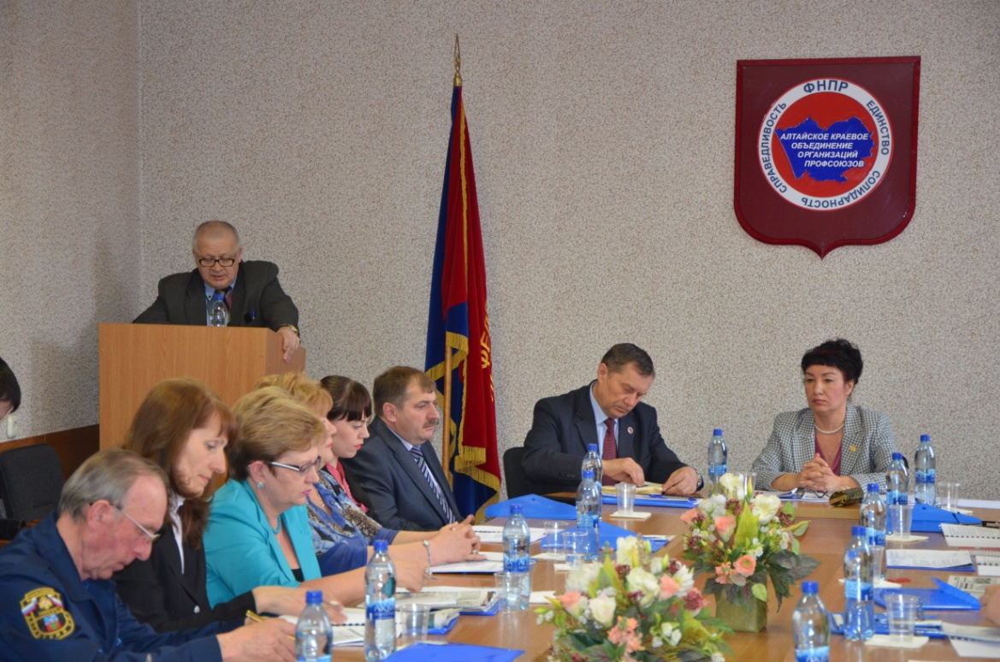 ФНПР
СПРАВЕДЛИВОСТЬ
ЕДИНСТВО
СОЛИДАРНОСТЬ
АЛТАЙСКОЕ КРАЕВОЕ
ОБЪЕДИНЕНИЕ
ОРГАНИЗАЦИЙ
ПРОФСОЮЗОВ